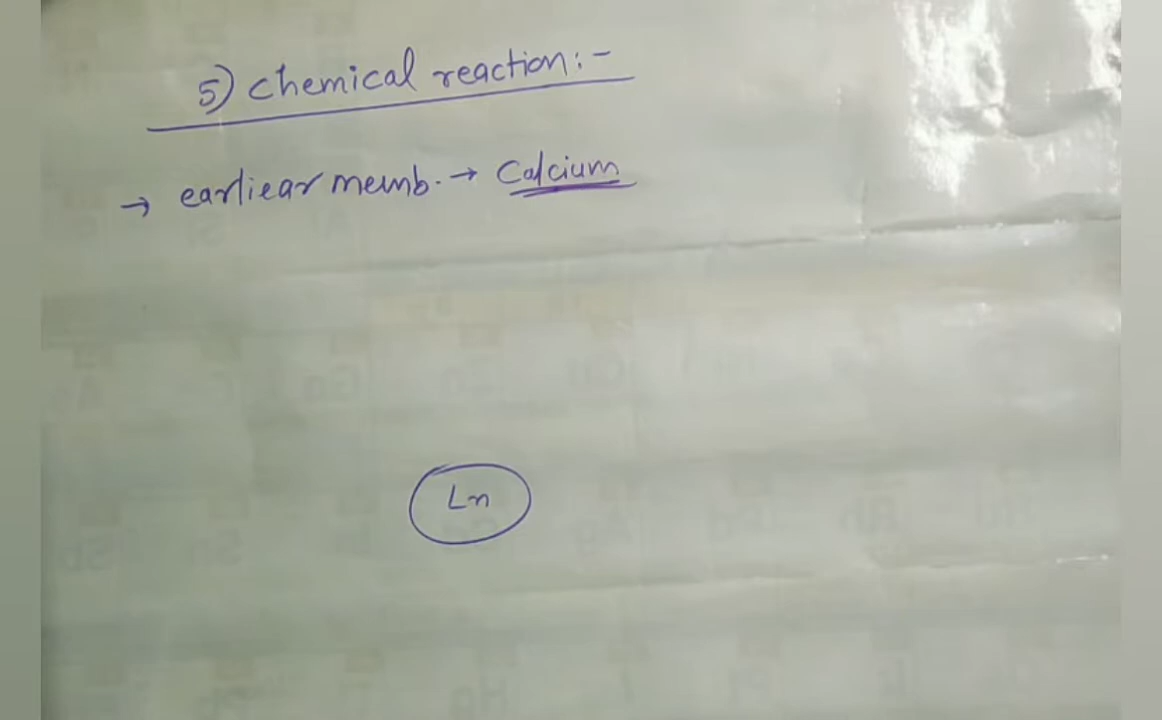 5) chemical reaction:-
→ earliear memb. → Calcium
Ln